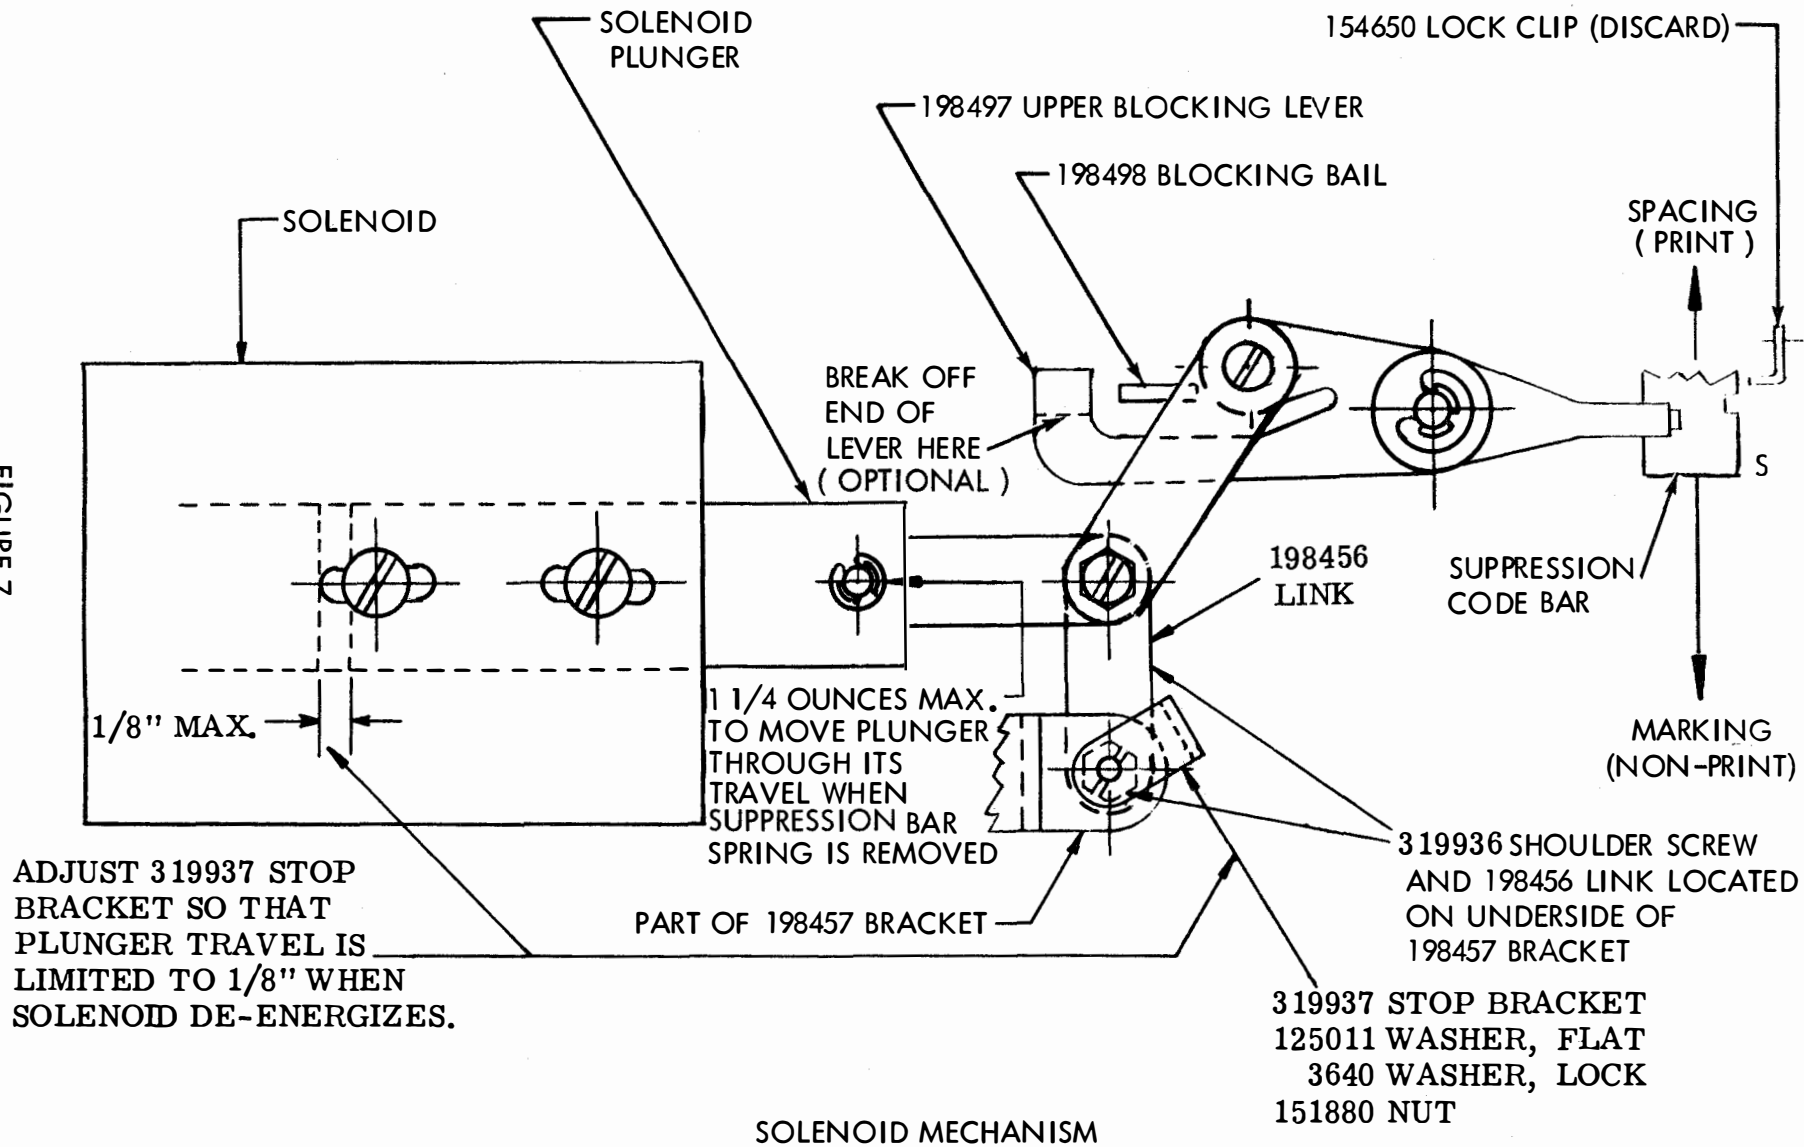 SOLENOID
PLUNGER
154650 LOCK CLIP (DISCARD)
198497 UPPER BLOCKING LEVER
198498 BLOCKING BAIL
SOLENOID
SPACING
( PRINT )
BREAK OFF
END OF
LEVER HERE
( OPTIONAL )
S
FIGURE 7
198456
LINK
SUPPRESSION
CODE BAR
1/8" MAX.
1 1/4 OUNCES MAX.
TO MOVE PLUNGER
THROUGH ITS
TRAVEL WHEN
SUPPRESSION BAR
SPRING IS REMOVED
MARKING
(NON-PRINT)
ADJUST 319937 STOP
BRACKET SO THAT
PLUNGER TRAVEL IS
LIMITED TO 1/8" WHEN
SOLENOID DE-ENERGIZES.
PART OF 198457 BRACKET
319936 SHOULDER SCREW
AND 198456 LINK LOCATED
ON UNDERSIDE OF
198457 BRACKET
319937 STOP BRACKET
125011 WASHER, FLAT
3640 WASHER, LOCK
151880 NUT
SOLENOID MECHANISM